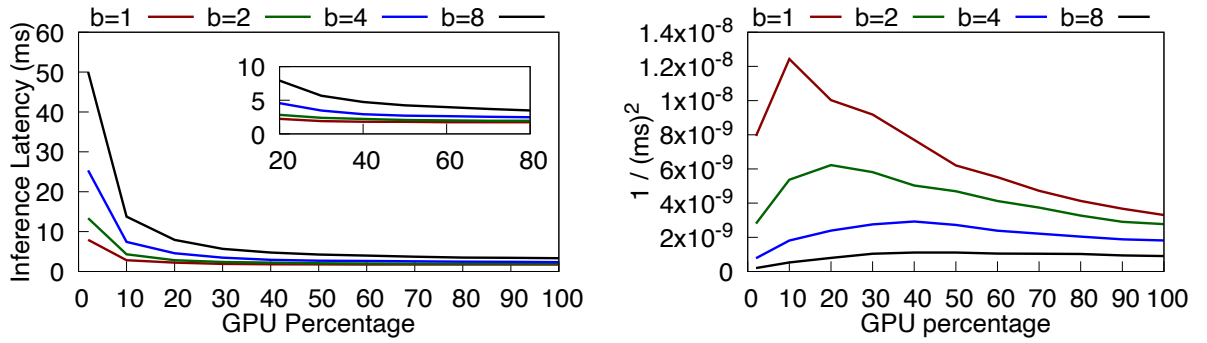 b=1 b=2 b=4 b=8
Inference Latency (ms)
60
50
40
30
20
10
0
10
5
0
20 40 60 80
0 10 20 30 40 50 60 70 80 90 100
GPU Percentage
b=1 b=2 b=4 b=8
1 / (ms)²
1.4x10⁻⁸
1.2x10⁻⁸
1x10⁻⁸
8x10⁻⁹
6x10⁻⁹
4x10⁻⁹
2x10⁻⁹
0
0 10 20 30 40 50 60 70 80 90 100
GPU percentage